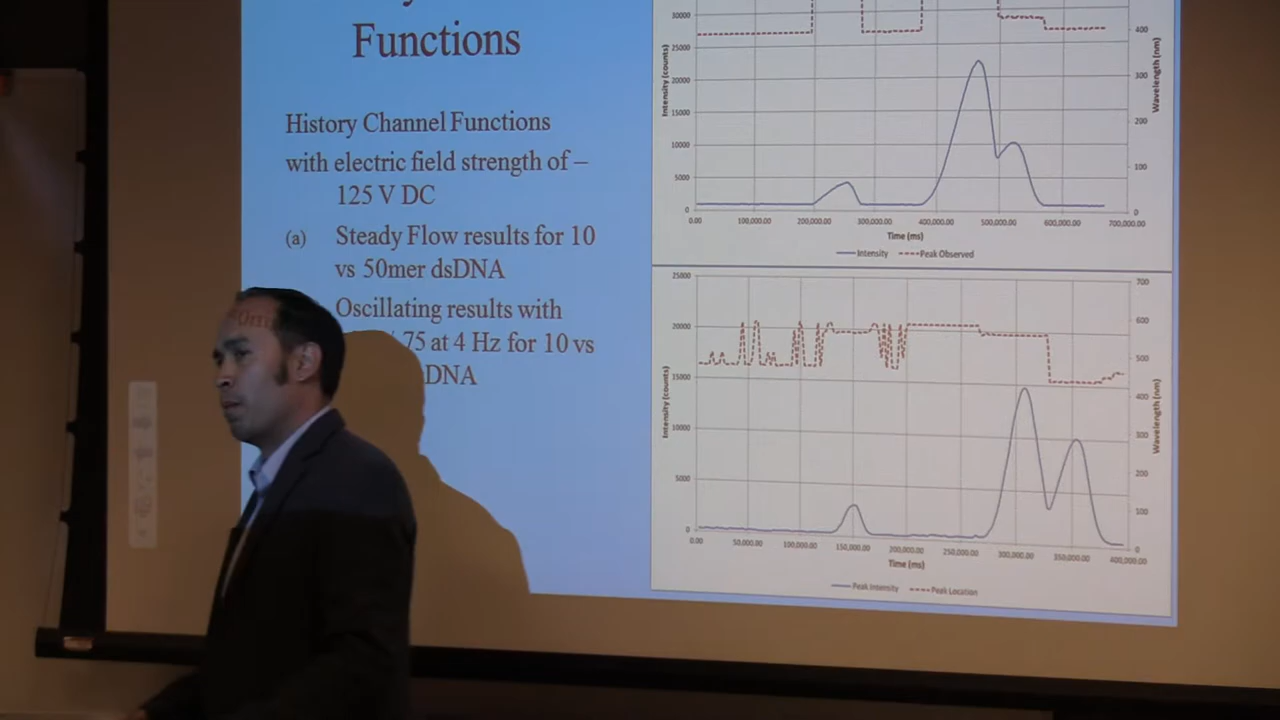 Functions
History Channel Functions
with electric field strength of –
125 V DC
(a) Steady Flow results for 10
vs 50mer dsDNA
Oscillating results with
75 at 4 Hz for 10 vs
DNA
30000
25000
20000
15000
10000
5000
0
Intensity (counts)
400
300
200
100
0
Wavelength (nm)
0.00 100,000.00 200,000.00 300,000.00 400,000.00 500,000.00 600,000.00 700,000.00
Time (ms)
Intensity Peak Observed
25000
20000
15000
10000
5000
0
Intensity (counts)
700
600
500
400
300
200
100
0
Wavelength (nm)
0.00 50,000.00 100,000.00 150,000.00 200,000.00 250,000.00 300,000.00 350,000.00 400,000.00
Time (ms)
Peak Intensity Peak Location